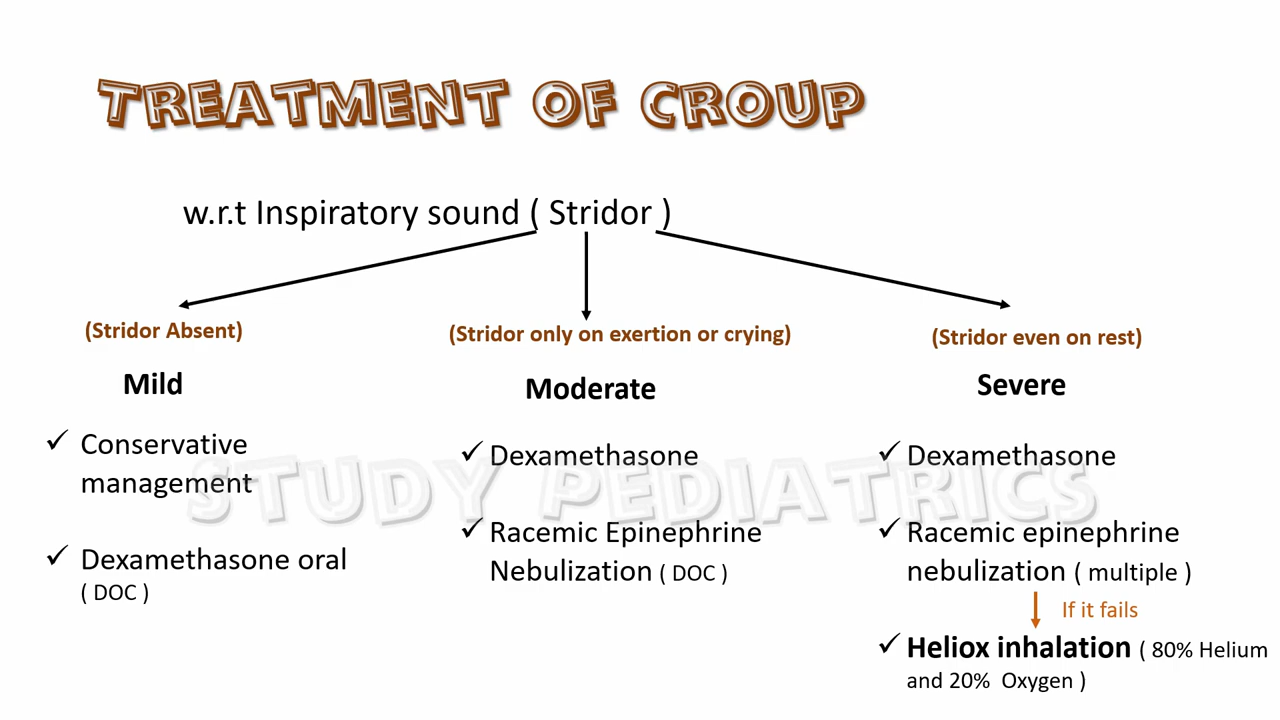 TREATMENT OF CROUP
w.r.t Inspiratory sound ( Stridor )
(Stridor Absent)
Mild
✓ Conservative
management
✓ Dexamethasone oral
( DOC )
(Stridor only on exertion or crying)
Moderate
✓ Dexamethasone
✓ Racemic Epinephrine
Nebulization ( DOC )
(Stridor even on rest)
Severe
✓ Dexamethasone
✓ Racemic epinephrine
nebulization ( multiple )
If it fails
✓ Heliox inhalation ( 80% Helium
and 20% Oxygen )
STUDY PEDIATRICS